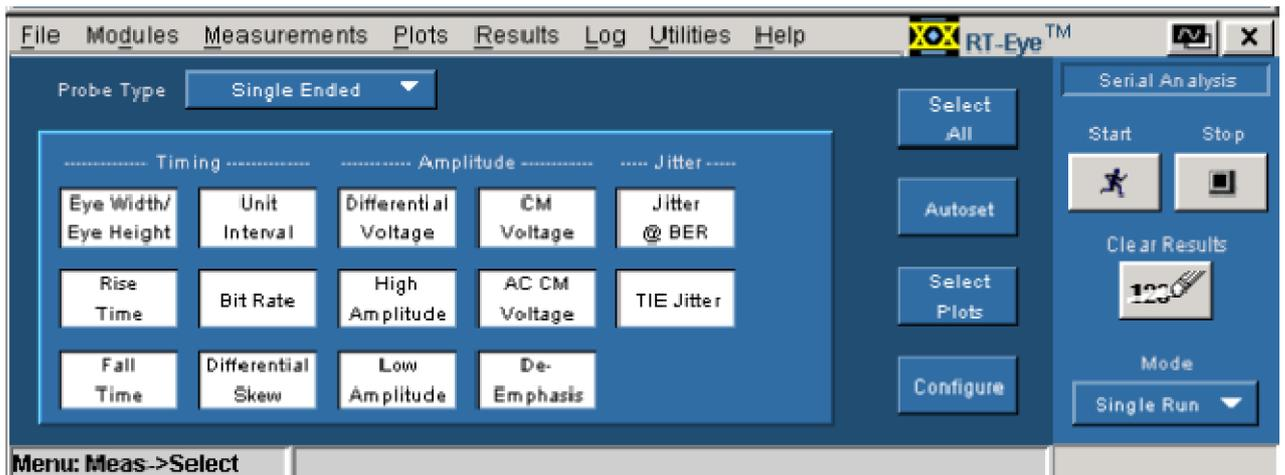 File Modules Measurements Plots Results Log Utilities Help
RT-Eye™
Probe Type Single Ended
Timing Amplitude Jitter
Eye Width/
Eye Height
Unit
Interval
Differential
Voltage
CM
Voltage
Jitter
@ BER
Rise
Time
Bit Rate
High
Amplitude
AC CM
Voltage
TIE Jitter
Fall
Time
Differential
Skew
Low
Amplitude
De-
Emphasis
Select
All
Autoset
Select
Plots
Configure
Serial Analysis
Start Stop
Clear Results
123
Mode
Single Run
Menu: Meas->Select